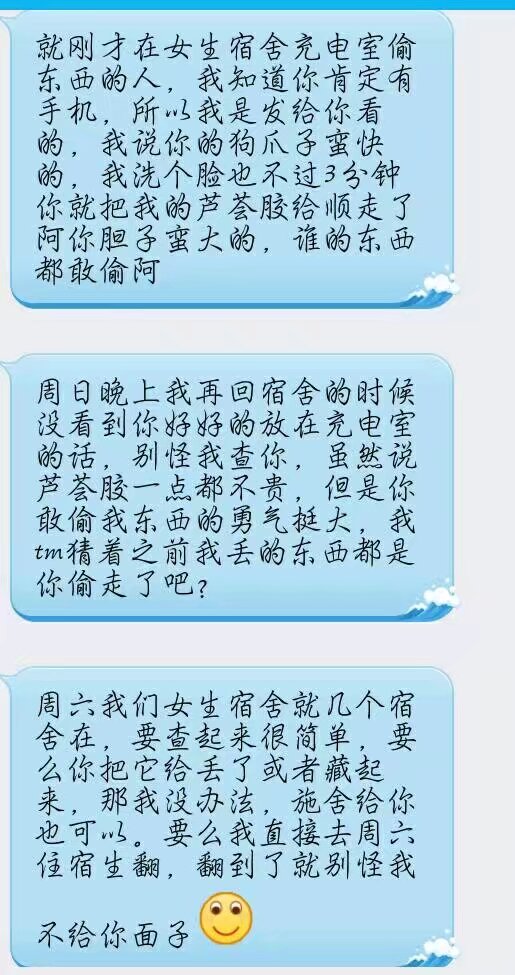 就刚才在女生宿舍充电室偷
东西的人，我知道你肯定有
手机，所以我是发给你看
的，我说你的狗爪子蛮快
的，我洗个脸也不过3分钟
你就把我的芦荟胶给顺走了
阿你胆子蛮大的，谁的东西
都敢偷阿
周日晚上我再回宿舍的时候
没看到你好好的放在充电室
的话，别怪我查你，虽然说
芦荟胶一点都不贵，但是你
敢偷我东西的勇气挺大，我
tm猜着之前我丢的东西都是
你偷走了吧？
周六我们女生宿舍就几个宿
舍在，要查起来很简单，要
么你把它给丢了或者藏起
来，那我没办法，施舍给你
也可以。要么我直接去周六
住宿生翻，翻到了就别怪我
不给你面子